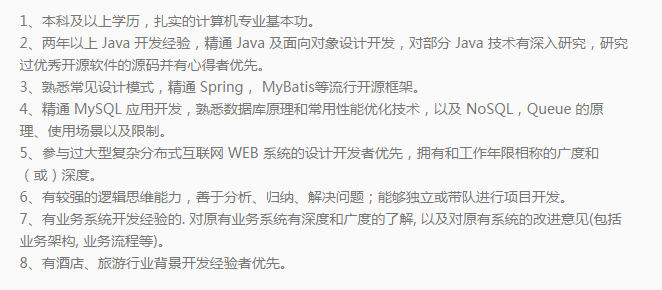 1、本科及以上学历，扎实的计算机专业基本功。
2、两年以上 Java 开发经验，精通 Java 及面向对象设计开发，对部分 Java 技术有深入研究，研究
过优秀开源软件的源码并有心得者优先。
3、熟悉常见设计模式，精通 Spring ， MyBatis等流行开源框架。
4、精通 MySQL 应用开发，熟悉数据库原理和常用性能优化技术，以及 NoSQL，Queue 的原
理、使用场景以及限制。
5、参与过大型复杂分布式互联网 WEB 系统的设计开发者优先，拥有和工作年限相称的广度和
（或）深度。
6、有较强的逻辑思维能力，善于分析、归纳、解决问题；能够独立或带队进行项目开发。
7、有业务系统开发经验的. 对原有业务系统有深度和广度的了解, 以及对原有系统的改进意见(包括
业务架构, 业务流程等)。
8、有酒店、旅游行业背景开发经验者优先。